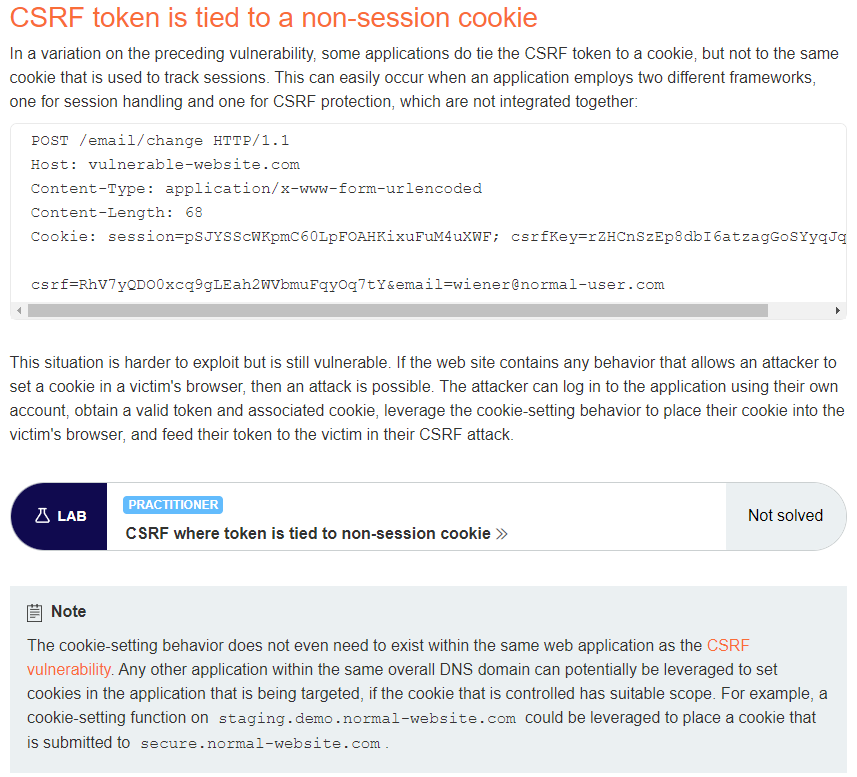 CSRF token is tied to a non-session cookie
In a variation on the preceding vulnerability, some applications do tie the CSRF token to a cookie, but not to the same
cookie that is used to track sessions. This can easily occur when an application employs two different frameworks,
one for session handling and one for CSRF protection, which are not integrated together:
POST /email/change HTTP/1.1
Host: vulnerable-website.com
Content-Type: application/x-www-form-urlencoded
Content-Length: 68
Cookie: session=pSJYSScWKpmC60LpFOAHKixuFuM4uXWF; csrfKey=rZHCnSzEp8dbI6atzagGoSYyqJq
csrf=RhV7yQDO0xcq9gLEah2WVbmuFqyOq7tY&email=wiener@normal-user.com
This situation is harder to exploit but is still vulnerable. If the web site contains any behavior that allows an attacker to
set a cookie in a victim's browser, then an attack is possible. The attacker can log in to the application using their own
account, obtain a valid token and associated cookie, leverage the cookie-setting behavior to place their cookie into the
victim's browser, and feed their token to the victim in their CSRF attack.
LAB
PRACTITIONER
CSRF where token is tied to non-session cookie »
Not solved
Note
The cookie-setting behavior does not even need to exist within the same web application as the CSRF
vulnerability. Any other application within the same overall DNS domain can potentially be leveraged to set
cookies in the application that is being targeted, if the cookie that is controlled has suitable scope. For example, a
cookie-setting function on staging.demo.normal-website.com could be leveraged to place a cookie that
is submitted to secure.normal-website.com.